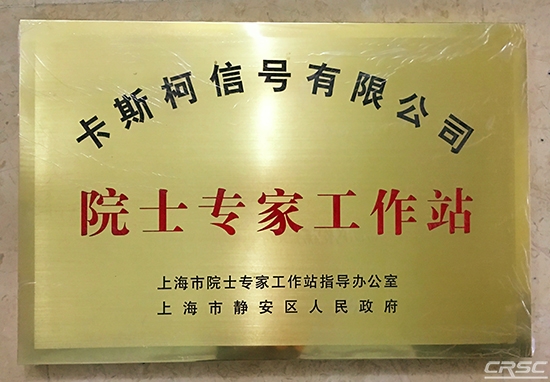 卡斯柯信号有限公司
院士专家工作站
上海市院士专家工作站指导办公室
上海市静安区人民政府
CRSC